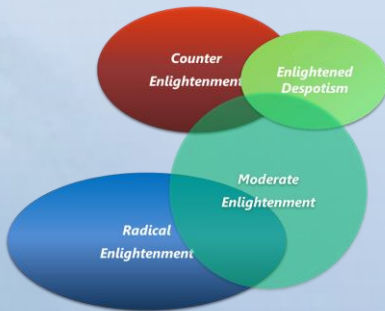 Counter
Enlightenment
Enlightened
Despotism
Moderate
Enlightenment
Radical
Enlightenment